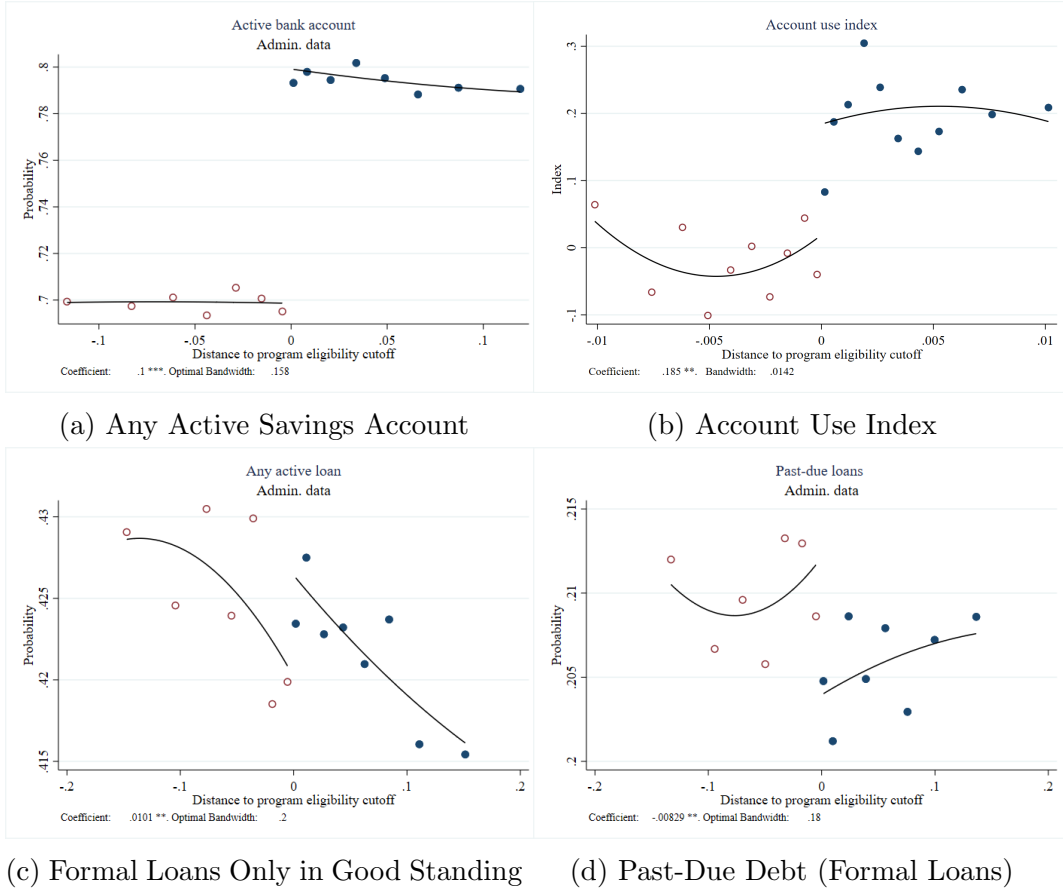 Active bank account
Admin. data
Probability
.8
.78
.76
.74
.72
.7
-.1 -.05 0 .05 .1
Distance to program eligibility cutoff
Coefficient: .1 ***. Optimal Bandwidth: .158
(a) Any Active Savings Account
Account use index
Index
.3
.2
.1
0
-.1
-.01 -.005 0 .005 .01
Distance to program eligibility cutoff
Coefficient: .185 **. Bandwidth: .0142
(b) Account Use Index
Any active loan
Admin. data
Probability
.43
.425
.42
.415
-.2 -.1 0 .1 .2
Distance to program eligibility cutoff
Coefficient: .0101 **. Optimal Bandwidth: .2
(c) Formal Loans Only in Good Standing
Past-due loans
Admin. data
Probability
.215
.21
.205
.2
-.2 -.1 0 .1 .2
Distance to program eligibility cutoff
Coefficient: -.00829 **. Optimal Bandwidth: .18
(d) Past-Due Debt (Formal Loans)